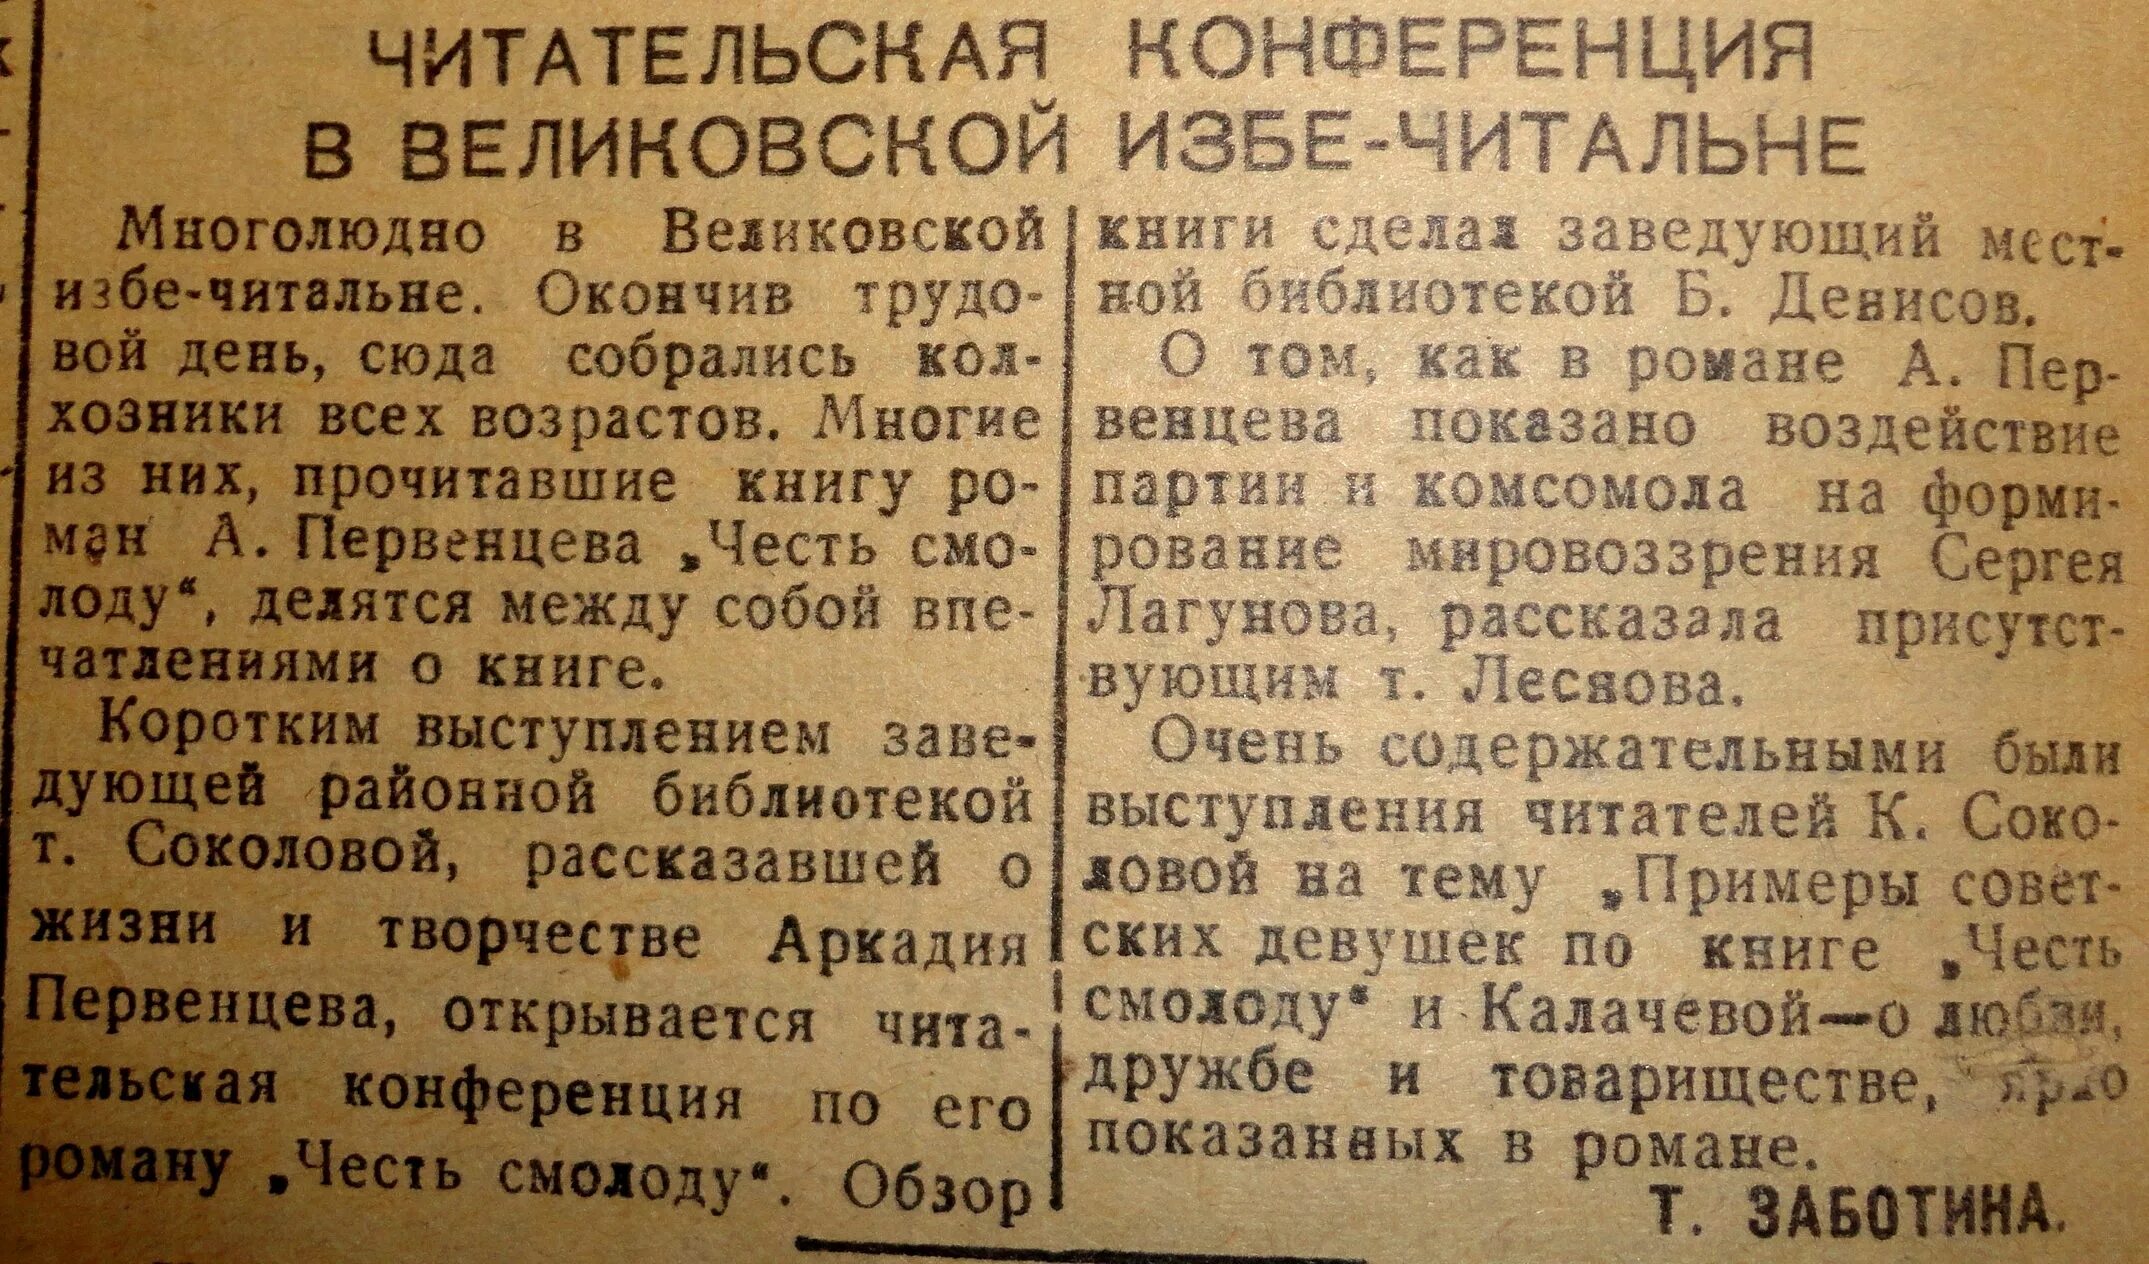 ЧИТАТЕЛЬСКАЯ КОНФЕРЕНЦИЯ
В ВЕЛИКОВСКОЙ ИЗБЕ-ЧИТАЛЬНЕ
Многолюдно в Великовской
избе-читальне. Окончив трудо-
вой день, сюда собрались кол-
хозники всех возрастов. Многие
из них, прочитавшие книгу ро-
ман А. Первенцева „Честь смо-
лоду“, делятся между собой впе-
чатлениями о книге.
Коротким выступлением заве-
дующей районной библиотекой
т. Соколовой, рассказавшей о
жизни и творчестве Аркадия
Первенцева, открывается чита-
тельская конференция по его
роману „Честь смолоду“. Обзор
книги сделал заведующий мест-
ной библиотекой Б. Денисов.
О том, как в романе А. Пер-
венцева показано воздействие
партии и комсомола на форми-
рование мировоззрения Сергея
Лагунова, рассказала присутст-
вующим т. Леснова.
Очень содержательными были
выступления читателей К. Соко-
ловой на тему „Примеры совет-
ских девушек по книге „Честь
смолоду“ и Калачевой—о любви,
дружбе и товариществе, ярко
показанных в романе.
Т. ЗАБОТИНА.